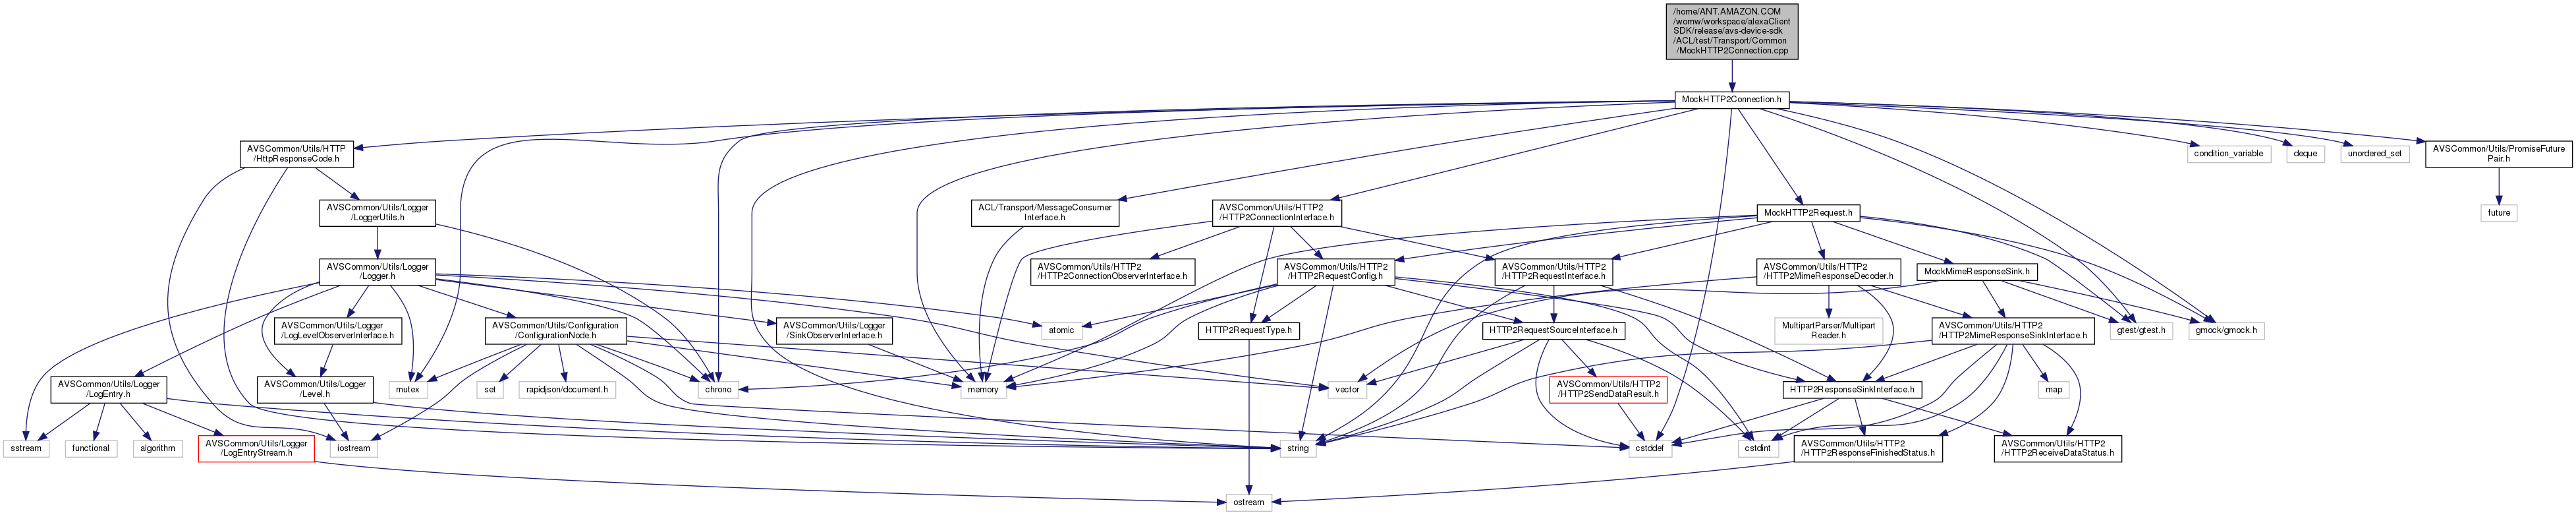 /home/ANT.AMAZON.COM
/womw/workspace/alexaClient
SDK/release/avs-device-sdk
/ACL/test/Transport/Common
/MockHTTP2Connection.cpp
MockHTTP2Connection.h
AVSCommon/Utils/HTTP
/HttpResponseCode.h
condition_variable
deque
unordered_set
AVSCommon/Utils/PromiseFuture
Pair.h
AVSCommon/Utils/Logger
/LoggerUtils.h
ACL/Transport/MessageConsumer
Interface.h
AVSCommon/Utils/HTTP2
/HTTP2ConnectionInterface.h
MockHTTP2Request.h
future
AVSCommon/Utils/Logger
/Logger.h
AVSCommon/Utils/HTTP2
/HTTP2ConnectionObserverInterface.h
AVSCommon/Utils/HTTP2
/HTTP2RequestConfig.h
AVSCommon/Utils/HTTP2
/HTTP2RequestInterface.h
AVSCommon/Utils/HTTP2
/HTTP2MimeResponseDecoder.h
MockMimeResponseSink.h
AVSCommon/Utils/Logger
/LogLevelObserverInterface.h
AVSCommon/Utils/Configuration
/ConfigurationNode.h
AVSCommon/Utils/Logger
/SinkObserverInterface.h
atomic
HTTP2RequestType.h
HTTP2RequestSourceInterface.h
MultipartParser/Multipart
Reader.h
AVSCommon/Utils/HTTP2
/HTTP2MimeResponseSinkInterface.h
gtest/gtest.h
gmock/gmock.h
AVSCommon/Utils/Logger
/LogEntry.h
AVSCommon/Utils/Logger
/Level.h
mutex
set
rapidjson/document.h
chrono
memory
vector
AVSCommon/Utils/HTTP2
/HTTP2SendDataResult.h
HTTP2ResponseSinkInterface.h
map
sstream
functional
algorithm
AVSCommon/Utils/Logger
/LogEntryStream.h
iostream
string
cstddef
cstdint
AVSCommon/Utils/HTTP2
/HTTP2ResponseFinishedStatus.h
AVSCommon/Utils/HTTP2
/HTTP2ReceiveDataStatus.h
ostream